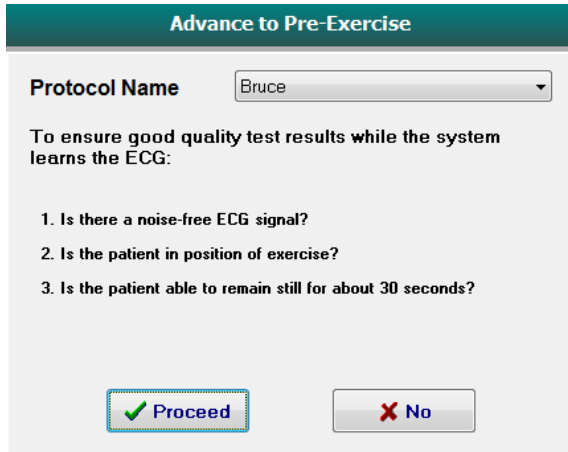 Advance to Pre-Exercise
Protocol Name
Bruce
To ensure good quality test results while the system
learns the ECG:
1. Is there a noise-free ECG signal?
2. Is the patient in position of exercise?
3. Is the patient able to remain still for about 30 seconds?
Proceed
No